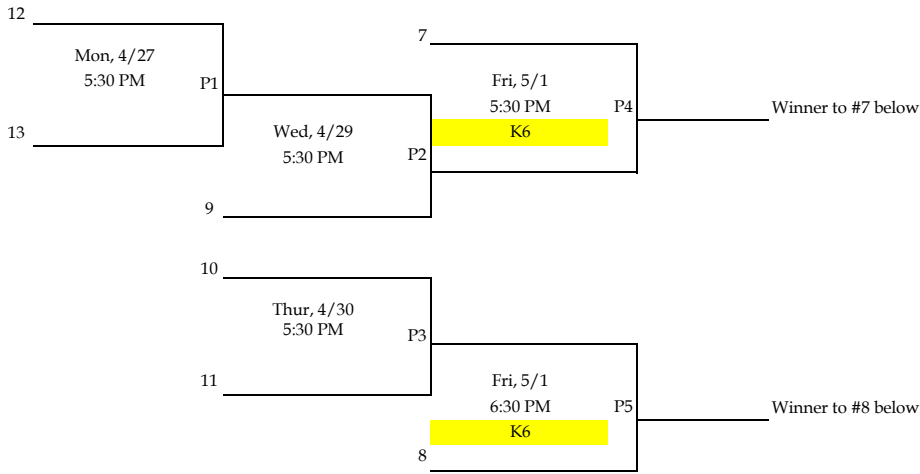 12
Mon, 4/27
5:30 PM
P1
13
Wed, 4/29
5:30 PM
P2
9
7
Fri, 5/1
5:30 PM
P4
K6
Winner to #7 below
10
Thur, 4/30
5:30 PM
P3
11
Fri, 5/1
6:30 PM
P5
K6
8
Winner to #8 below